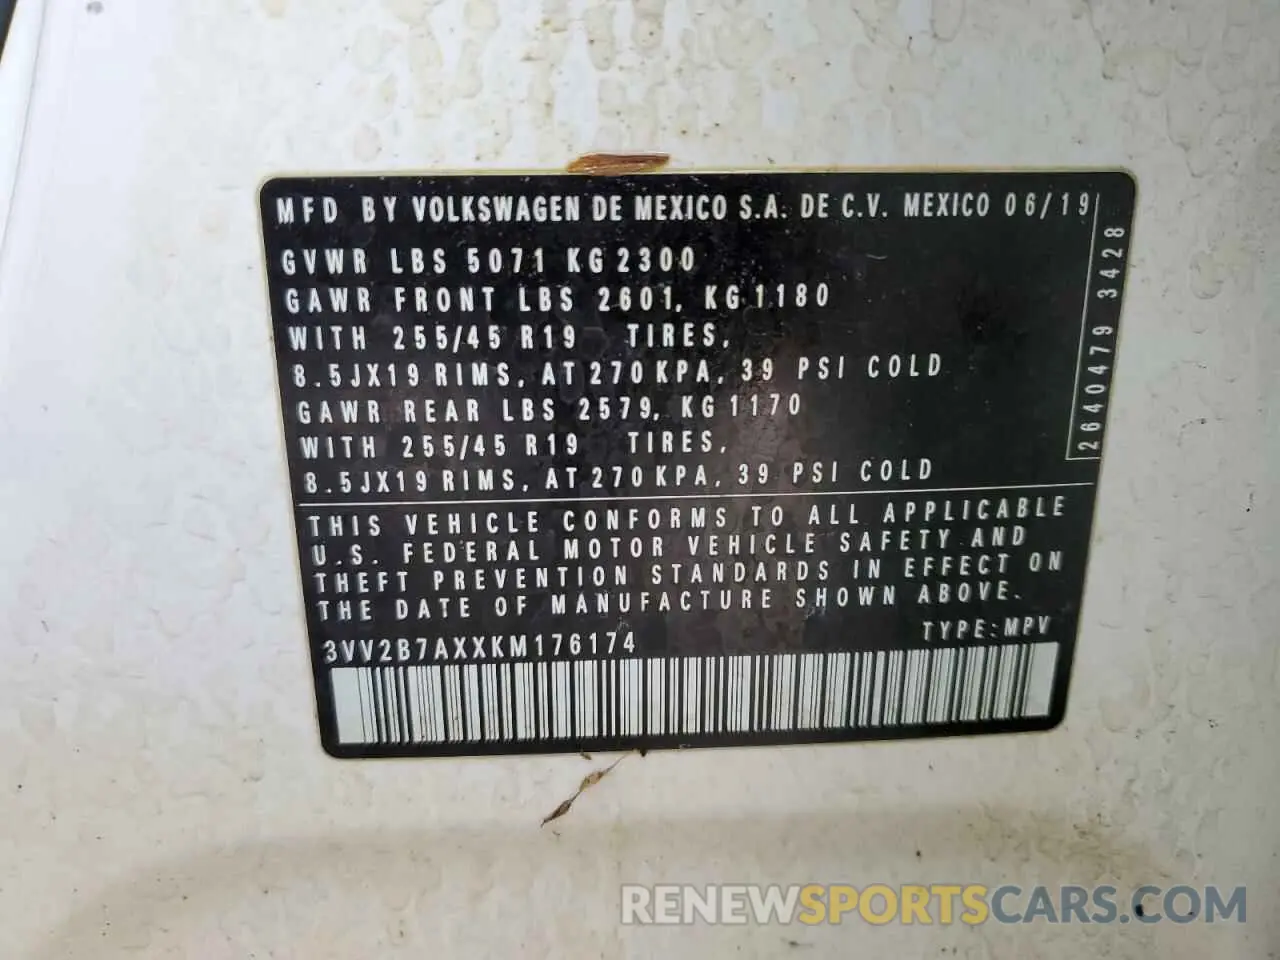 MFD BY VOLKSWAGEN DE MEXICO S.A. DE C.V. MEXICO 06/19
GVWR LBS 5071 KG 2300
GAWR FRONT LBS 2601, KG 1180
WITH 255/45 R19 TIRES,
8.5JX19 RIMS, AT 270 KPA, 39 PSI COLD
GAWR REAR LBS 2579, KG 1170
WITH 255/45 R19 TIRES,
8.5JX19 RIMS, AT 270 KPA, 39 PSI COLD
26404079 3428
THIS VEHICLE CONFORMS TO ALL APPLICABLE
U.S. FEDERAL MOTOR VEHICLE SAFETY AND
THEFT PREVENTION STANDARDS IN EFFECT ON
THE DATE OF MANUFACTURE SHOWN ABOVE.
TYPE: MPV
3VV2B7AXXKM176174
RENEWSPORTSCARS.COM